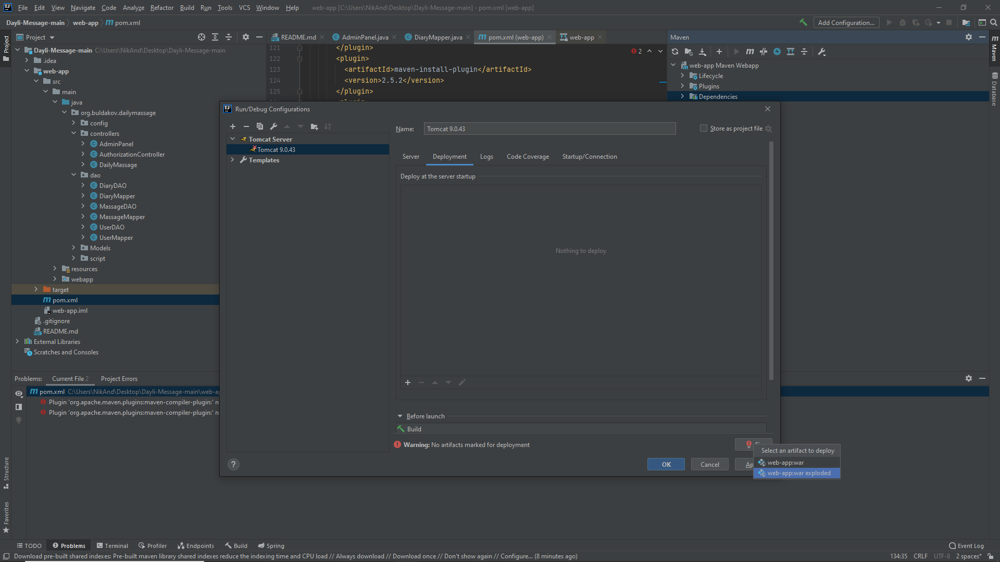 File Edit View Navigate Code Analyze Refactor Build Run Tools VCS Window Help web-app [C:\Users\NikAnd\Desktop\Dayli-Message-main] - pom.xml [web-app]
Dayli-Message-main web-app pom.xml
Add Configuration...
Project
Project
README.md AdminPanel.java DiaryMapper.java pom.xml (web-app) web-app
Maven
Maven
Database
Dayli-Message-main C:\Users\NikAnd\Desktop\Dayli-Message-main
.idea
web-app
src
main
java
org.buldakov.dailymassage
config
controllers
AdminPanel
AuthorizationController
DailyMassage
dao
DiaryDAO
DiaryMapper
MassageDAO
MassageMapper
UserDAO
UserMapper
Models
script
resources
webapp
target
pom.xml
web-app.iml
.gitignore
README.md
External Libraries
Scratches and Consoles
121 </plugin>
122 <plugin>
123 <artifactId>maven-install-plugin</artifactId>
124 <version>2.5.2</version>
125 </plugin>
2
web-app Maven Webapp
Lifecycle
Plugins
Dependencies
Run/Debug Configurations
Tomcat Server
Tomcat 9.0.43
Templates
Name: Tomcat 9.0.43
Store as project file
Server Deployment Logs Code Coverage Startup/Connection
Deploy at the server startup
Nothing to deploy
Before launch
Build
Warning: No artifacts marked for deployment
OK Cancel Ap
Select an artifact to deploy
web-app:war
web-app:war exploded
Problems: Current File 2 Project Errors
pom.xml C:\Users\NikAnd\Desktop\Dayli-Message-main\web-ap
Plugin 'org.apache.maven.plugins:maven-compiler-plugin:' n
Plugin 'org.apache.maven.plugins:maven-compiler-plugin:' n
Structure
Favorites
TODO Problems Terminal Profiler Endpoints Build Spring
Event Log
Download pre-built shared indexes: Pre-built maven library shared indexes reduce the indexing time and CPU load // Always download // Download once // Don't show again // Configure... (8 minutes ago)
134:35 CRLF UTF-8 2 spaces*